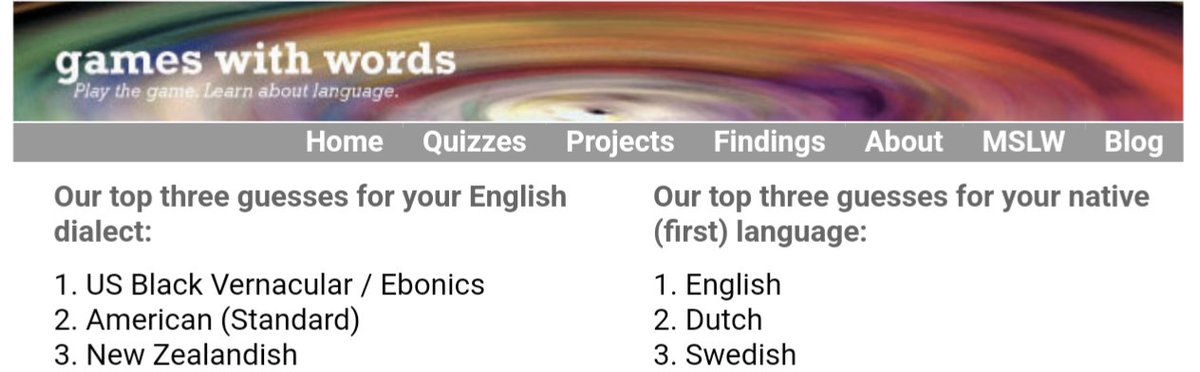 games with words
Play the game. Learn about language.
Home Quizzes Projects Findings About MSLW Blog
Our top three guesses for your English
dialect:
1. US Black Vernacular / Ebonics
2. American (Standard)
3. New Zealandish
Our top three guesses for your native
(first) language:
1. English
2. Dutch
3. Swedish